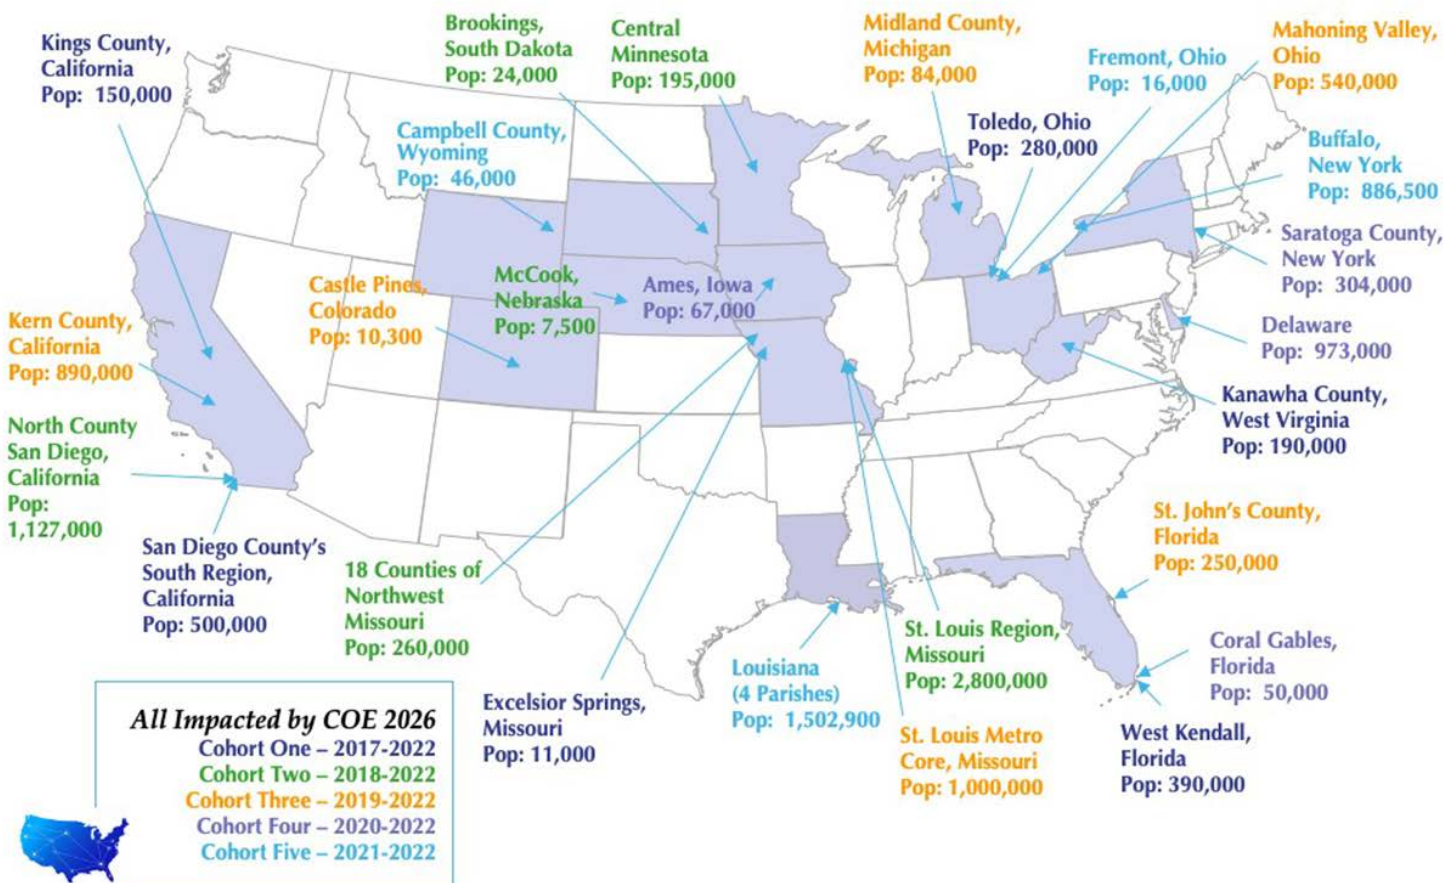 Kings County,
California
Pop: 150,000
Brookings,
South Dakota
Pop: 24,000
Central
Minnesota
Pop: 195,000
Midland County,
Michigan
Pop: 84,000
Fremont, Ohio
Pop: 16,000
Mahoning Valley,
Ohio
Pop: 540,000
Campbell County,
Wyoming
Pop: 46,000
Toledo, Ohio
Pop: 280,000
Buffalo,
New York
Pop: 886,500
Saratoga County,
New York
Pop: 304,000
Castle Pines,
Colorado
Pop: 10,300
McCook,
Nebraska
Pop: 7,500
Ames, Iowa
Pop: 67,000
Kern County,
California
Pop: 890,000
Delaware
Pop: 973,000
Kanawha County,
West Virginia
Pop: 190,000
North County
San Diego,
California
Pop:
1,127,000
San Diego County's
South Region,
California
Pop: 500,000
18 Counties of
Northwest
Missouri
Pop: 260,000
St. John's County,
Florida
Pop: 250,000
Excelsior Springs,
Missouri
Pop: 11,000
Louisiana
(4 Parishes)
Pop: 1,502,900
St. Louis Region,
Missouri
Pop: 2,800,000
St. Louis Metro
Core, Missouri
Pop: 1,000,000
Coral Gables,
Florida
Pop: 50,000
West Kendall,
Florida
Pop: 390,000
All Impacted by COE 2026
Cohort One – 2017-2022
Cohort Two – 2018-2022
Cohort Three – 2019-2022
Cohort Four – 2020-2022
Cohort Five – 2021-2022